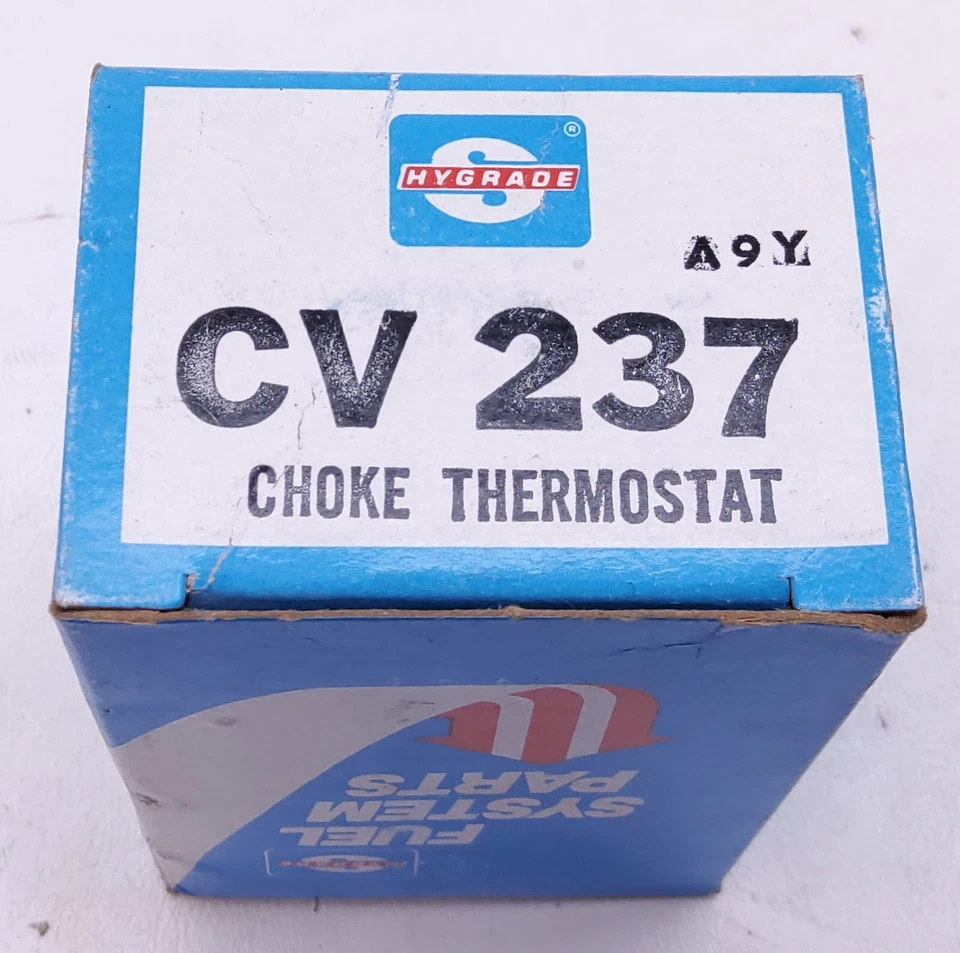 HYGRADE ®
A9Y
CV 237
CHOKE THERMOSTAT
FUEL
SYSTEM
PARTS